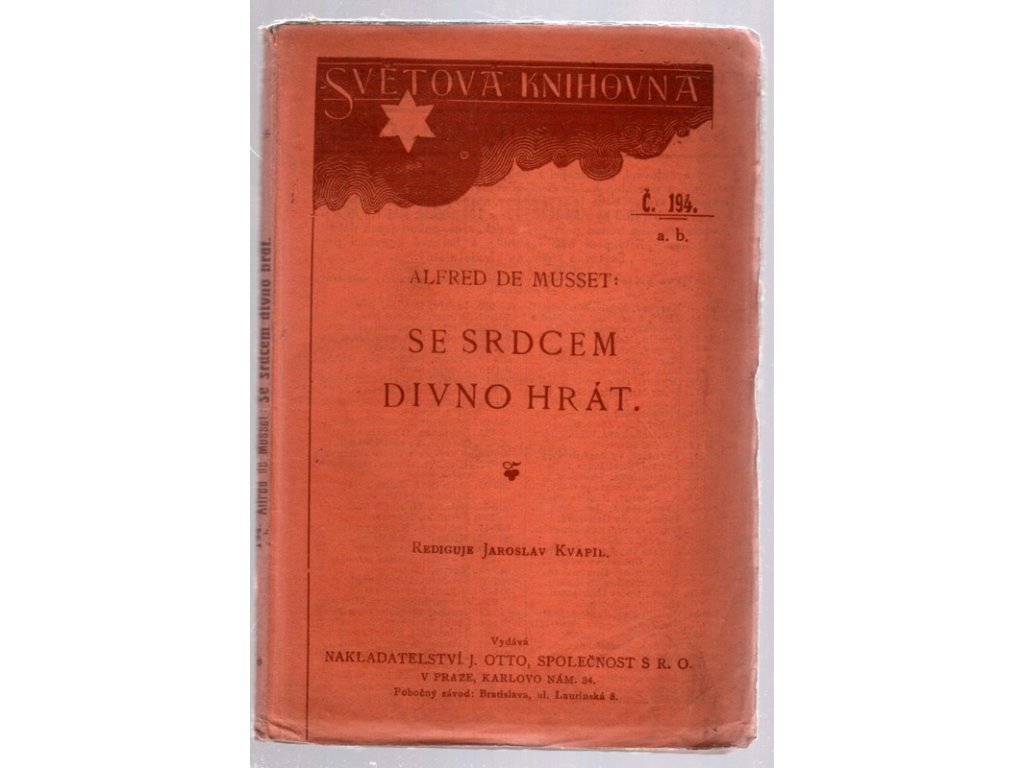 SVĚTOVÁ KNIHOVNA
Č. 194.
a. b.
ALFRED DE MUSSET:
SE SRDCEM
DIVNO HRÁT.
REDIGUJE JAROSLAV KVAPIL.
Vydává
NAKLADATELSTVÍ J. OTTO, SPOLEČNOST S R. O.
V PRAZE, KARLOVO NÁM. 34.
Pobočný závod: Bratislava, ul. Laurinská 8.
194. Alfred de Musset: Se srdcem divno hrát.